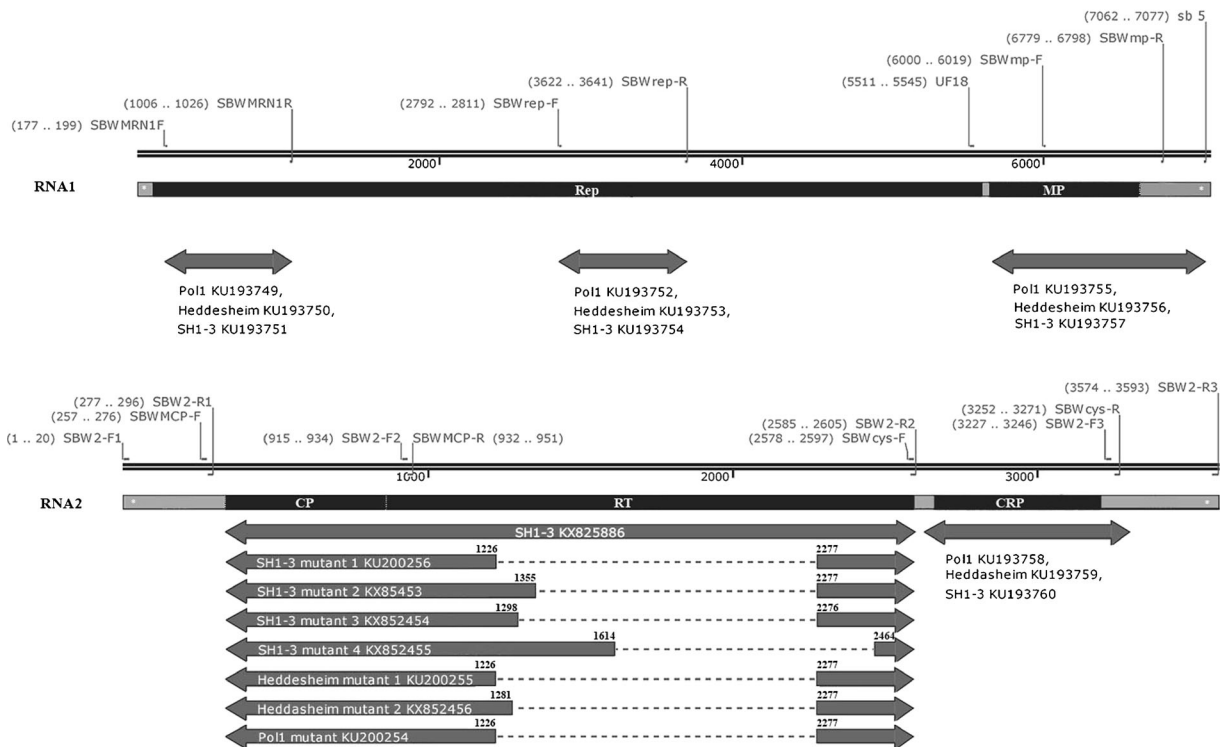 (7062 .. 7077) sb 5
(6779 .. 6798) SBWmp-R
(6000 .. 6019) SBWmp-F
(3622 .. 3641) SBWrep-R
(5511 .. 5545) UF18
(1006 .. 1026) SBWMRN1R
(2792 .. 2811) SBWrep-F
(177 .. 199) SBWMRN1F
2000
4000
6000
RNA1
Rep
MP
Pol1 KU193749,
Heddesheim KU193750,
SH1-3 KU193751
Pol1 KU193752,
Heddesheim KU193753,
SH1-3 KU193754
Pol1 KU193755,
Heddesheim KU193756,
SH1-3 KU193757
(3574 .. 3593) SBW2-R3
(277 .. 296) SBW2-R1
(3252 .. 3271) SBWcys-R
(257 .. 276) SBWMCP-F
(2585 .. 2605) SBW2-R2
(3227 .. 3246) SBW2-F3
(1 .. 20) SBW2-F1
(915 .. 934) SBW2-F2
SBWMCP-R (932 .. 951)
(2578 .. 2597) SBWcys-F
1000
2000
3000
RNA2
CP
RT
CRP
SH1-3 KX825886
SH1-3 mutant 1 KU200256
1226
2277
SH1-3 mutant 2 KX85453
1355
2277
SH1-3 mutant 3 KX852454
1298
2276
SH1-3 mutant 4 KX852455
1614
2464
Heddesheim mutant 1 KU200255
1226
2277
Heddasheim mutant 2 KX852456
1281
2277
Pol1 mutant KU200254
1226
2277
Pol1 KU193758,
Heddasheim KU193759,
SH1-3 KU193760